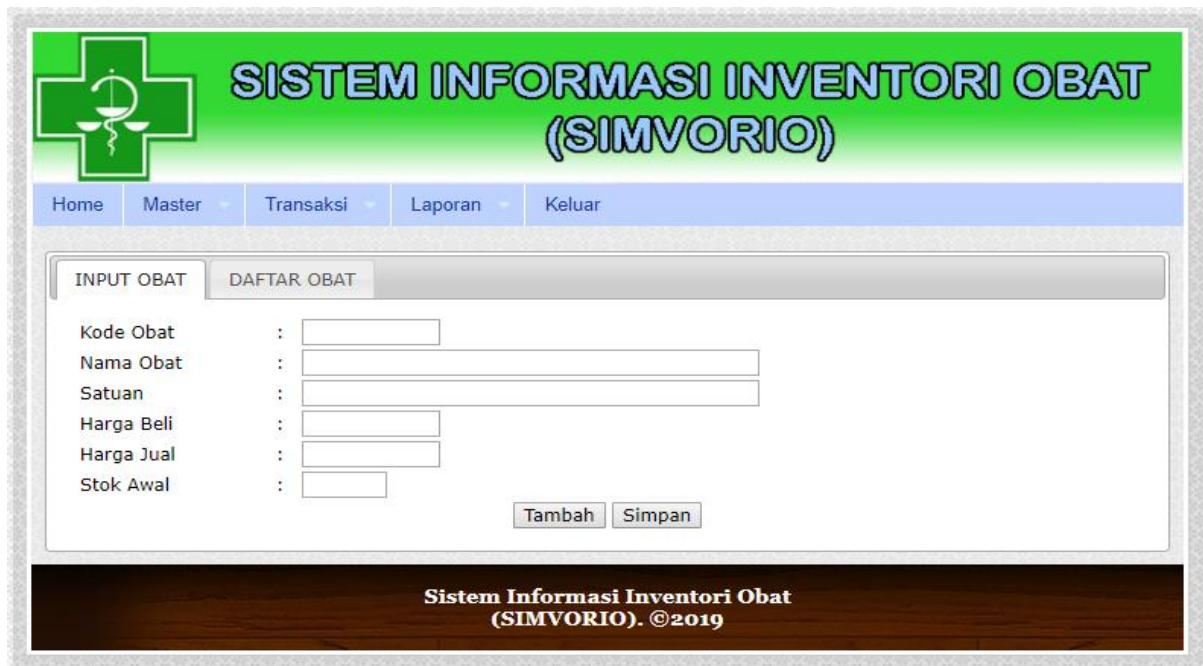 SISTEM INFORMASI INVENTORI OBAT
(SIMVORIO)
Home Master Transaksi Laporan Keluar
INPUT OBAT DAFTAR OBAT
Kode Obat :
Nama Obat :
Satuan :
Harga Beli :
Harga Jual :
Stok Awal :
Tambah Simpan
Sistem Informasi Inventori Obat
(SIMVORIO). ©2019